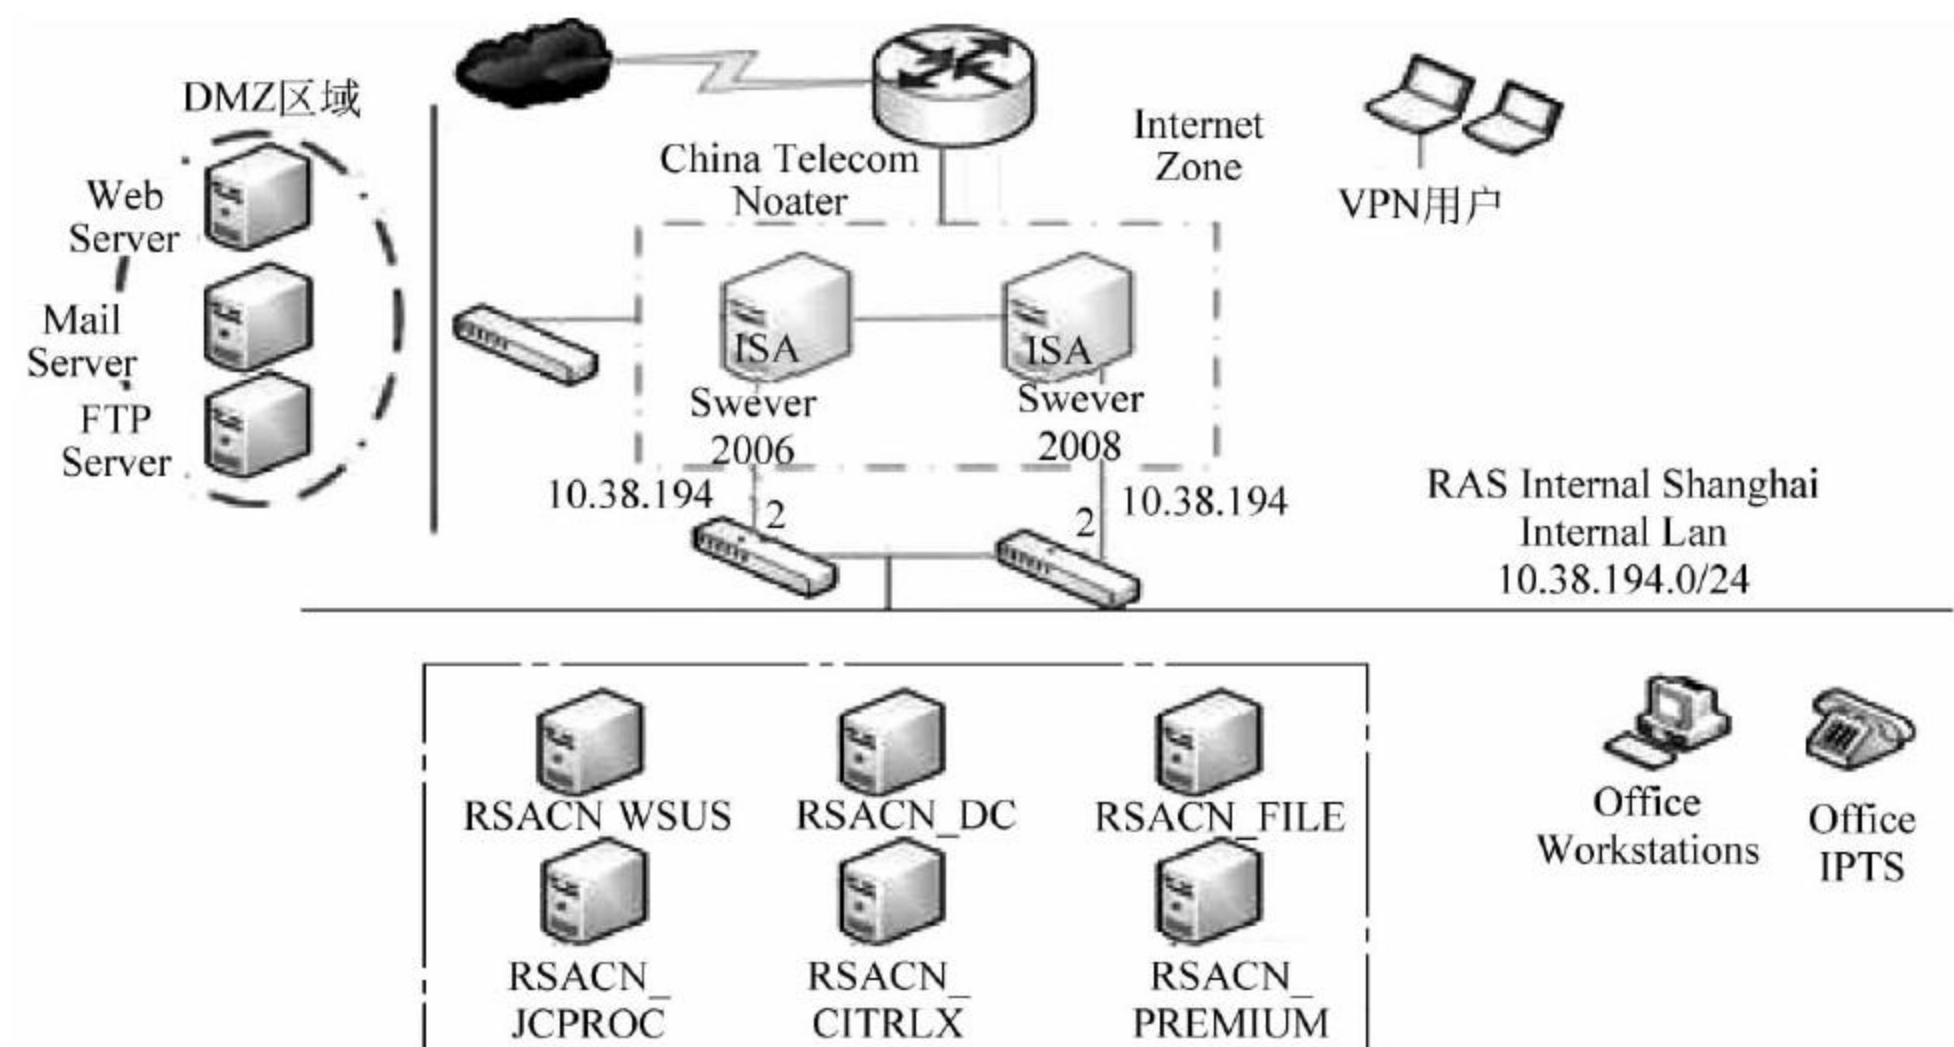 DMZ区域
Web
Server
Mail
Server
FTP
Server
China Telecom
Noater
Internet
Zone
VPN用户
ISA
Swever
2006
ISA
Swever
2008
10.38.194
2
2
10.38.194
RAS Internal Shanghai
Internal Lan
10.38.194.0/24
RSACN WSUS
RSACN_DC
RSACN_FILE
RSACN_
JCPROC
RSACN_
CITRLX
RSACN_
PREMIUM
Office
Workstations
Office
IPTS